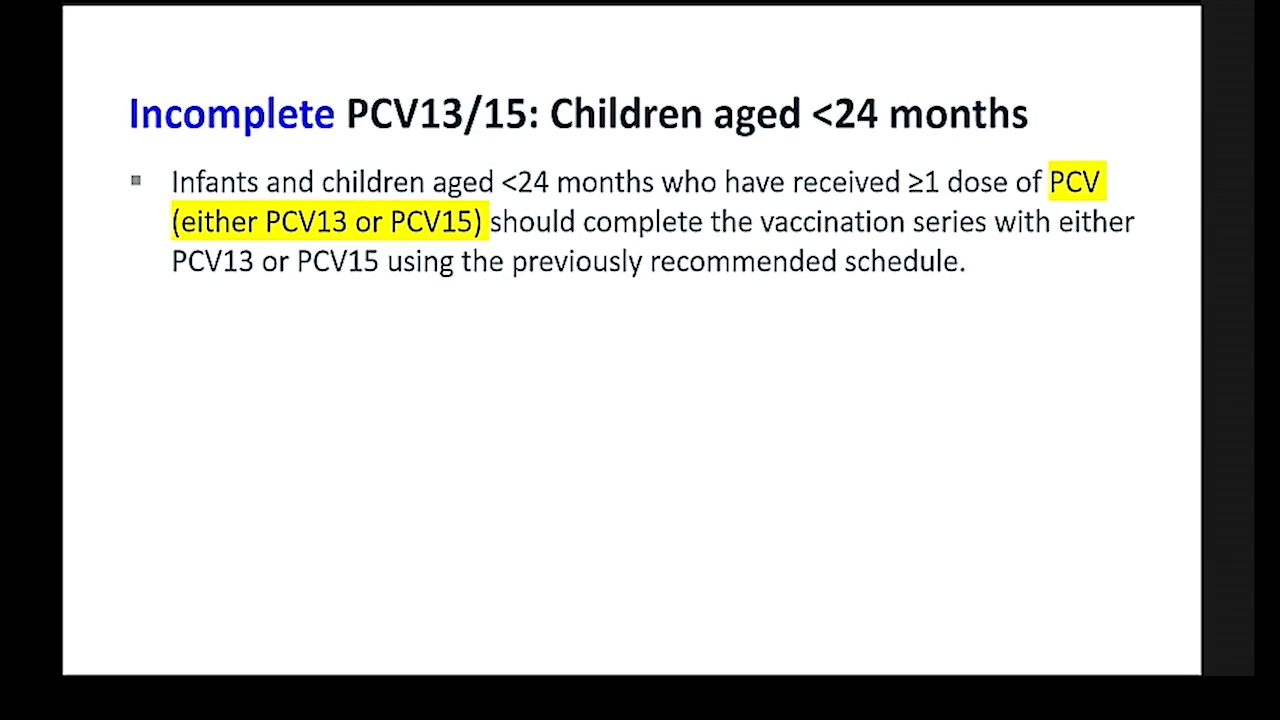 Incomplete PCV13/15: Children aged <24 months
▪ Infants and children aged <24 months who have received ≥1 dose of PCV
(either PCV13 or PCV15) should complete the vaccination series with either
PCV13 or PCV15 using the previously recommended schedule.